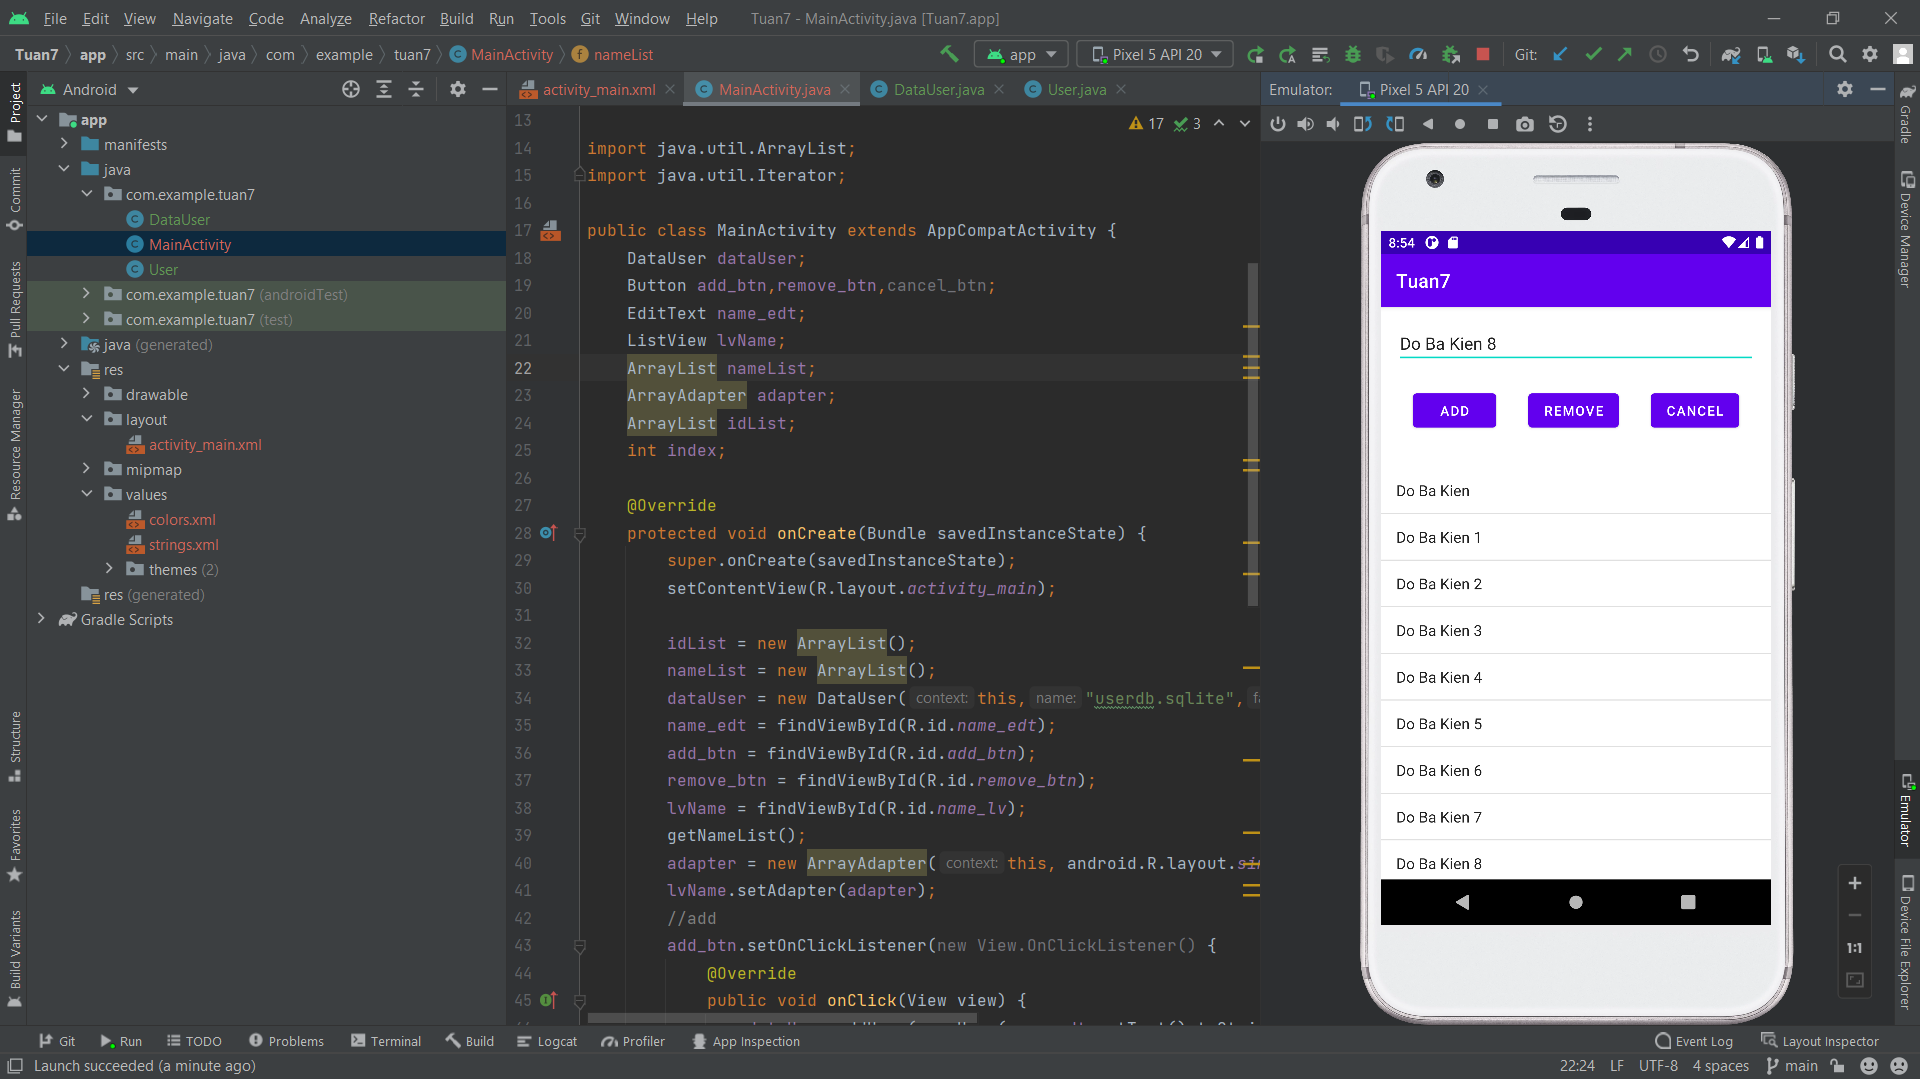 File Edit View Navigate Code Analyze Refactor Build Run Tools Git Window Help Tuan7 - MainActivity.java [Tuan7.app]
Tuan7 app src main java com example tuan7 MainActivity nameList app Pixel 5 API 20 Git:
Android
activity_main.xml MainActivity.java DataUser.java User.java
Emulator: Pixel 5 API 20
Project
Commit
Pull Requests
Resource Manager
Structure
Favorites
Build Variants
app
manifests
java
com.example.tuan7
DataUser
MainActivity
User
com.example.tuan7 (androidTest)
com.example.tuan7 (test)
java (generated)
res
drawable
layout
activity_main.xml
mipmap
values
colors.xml
strings.xml
themes (2)
res (generated)
Gradle Scripts
17 3
13
14 import java.util.ArrayList;
15 import java.util.Iterator;
16
17 public class MainActivity extends AppCompatActivity {
18 DataUser dataUser;
19 Button add_btn,remove_btn,cancel_btn;
20 EditText name_edt;
21 ListView lvName;
22 ArrayList nameList;
23 ArrayAdapter adapter;
24 ArrayList idList;
25 int index;
26
27 @Override
28 protected void onCreate(Bundle savedInstanceState) {
29 super.onCreate(savedInstanceState);
30 setContentView(R.layout.activity_main);
31
32 idList = new ArrayList();
33 nameList = new ArrayList();
34 dataUser = new DataUser( context: this, name: "userdb.sqlite",
35 name_edt = findViewById(R.id.name_edt);
36 add_btn = findViewById(R.id.add_btn);
37 remove_btn = findViewById(R.id.remove_btn);
38 lvName = findViewById(R.id.name_lv);
39 getNameList();
40 adapter = new ArrayAdapter( context: this, android.R.layout.
41 lvName.setAdapter(adapter);
42 //add
43 add_btn.setOnClickListener(new View.OnClickListener() {
44 @Override
45 public void onClick(View view) {
8:54
Tuan7
Do Ba Kien 8
ADD REMOVE CANCEL
Do Ba Kien
Do Ba Kien 1
Do Ba Kien 2
Do Ba Kien 3
Do Ba Kien 4
Do Ba Kien 5
Do Ba Kien 6
Do Ba Kien 7
Do Ba Kien 8
1:1
Gradle
Device Manager
Emulator
Device File Explorer
Git Run TODO Problems Terminal Build Logcat Profiler App Inspection Event Log Layout Inspector
Launch succeeded (a minute ago) 22:24 LF UTF-8 4 spaces main